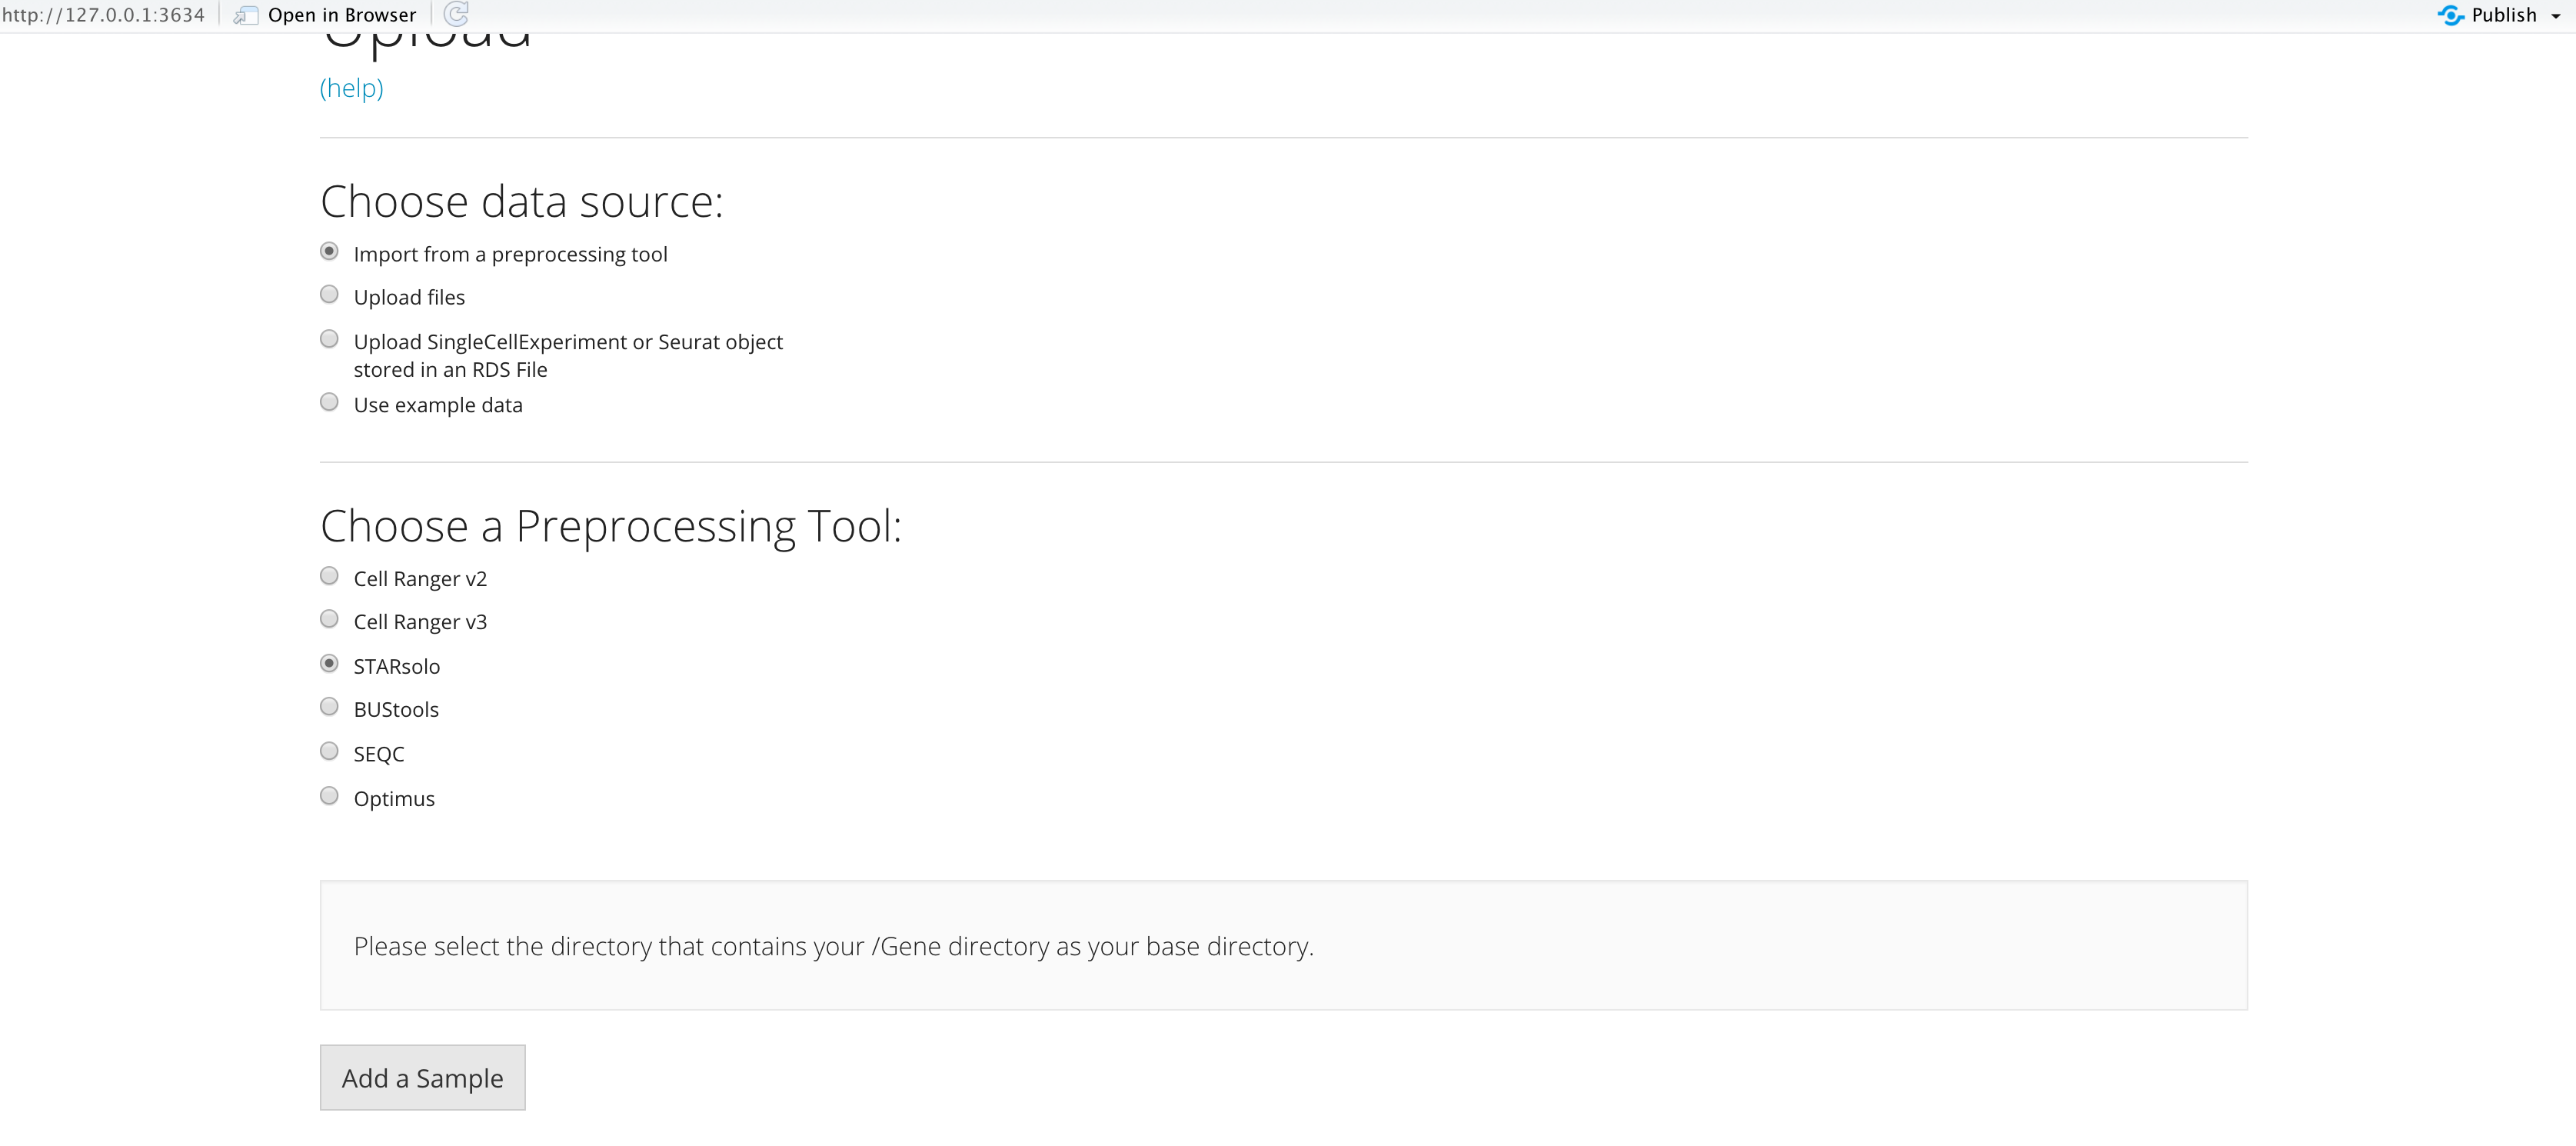 http://127.0.0.1:3634 Open in Browser Publish
Upload
(help)
Choose data source:
Import from a preprocessing tool
Upload files
Upload SingleCellExperiment or Seurat object
stored in an RDS File
Use example data
Choose a Preprocessing Tool:
Cell Ranger v2
Cell Ranger v3
STARsolo
BUStools
SEQC
Optimus
Please select the directory that contains your /Gene directory as your base directory.
Add a Sample